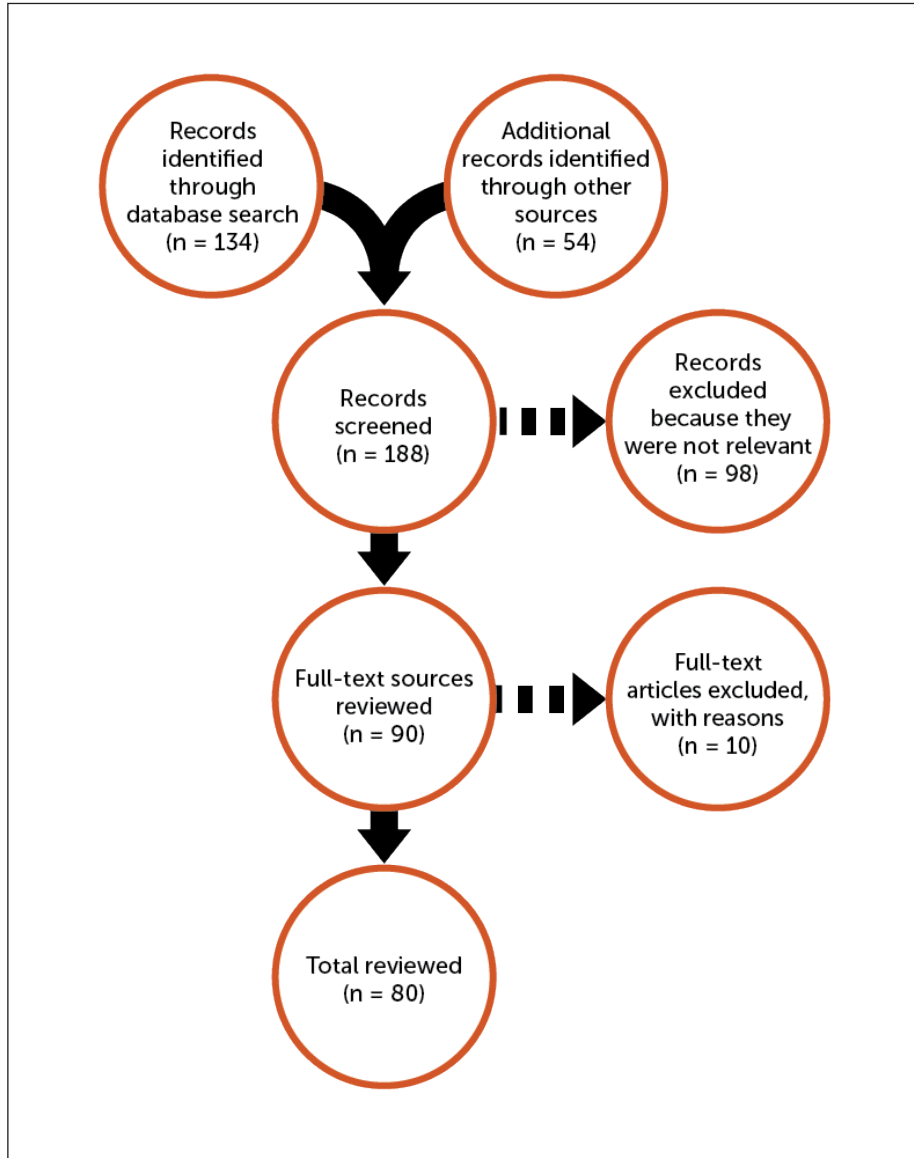 Records
identified
through
database search
(n = 134)
Additional
records identified
through other
sources
(n = 54)
Records
screened
(n = 188)
Records
excluded
because they
were not relevant
(n = 98)
Full-text sources
reviewed
(n = 90)
Full-text
articles excluded,
with reasons
(n = 10)
Total reviewed
(n = 80)